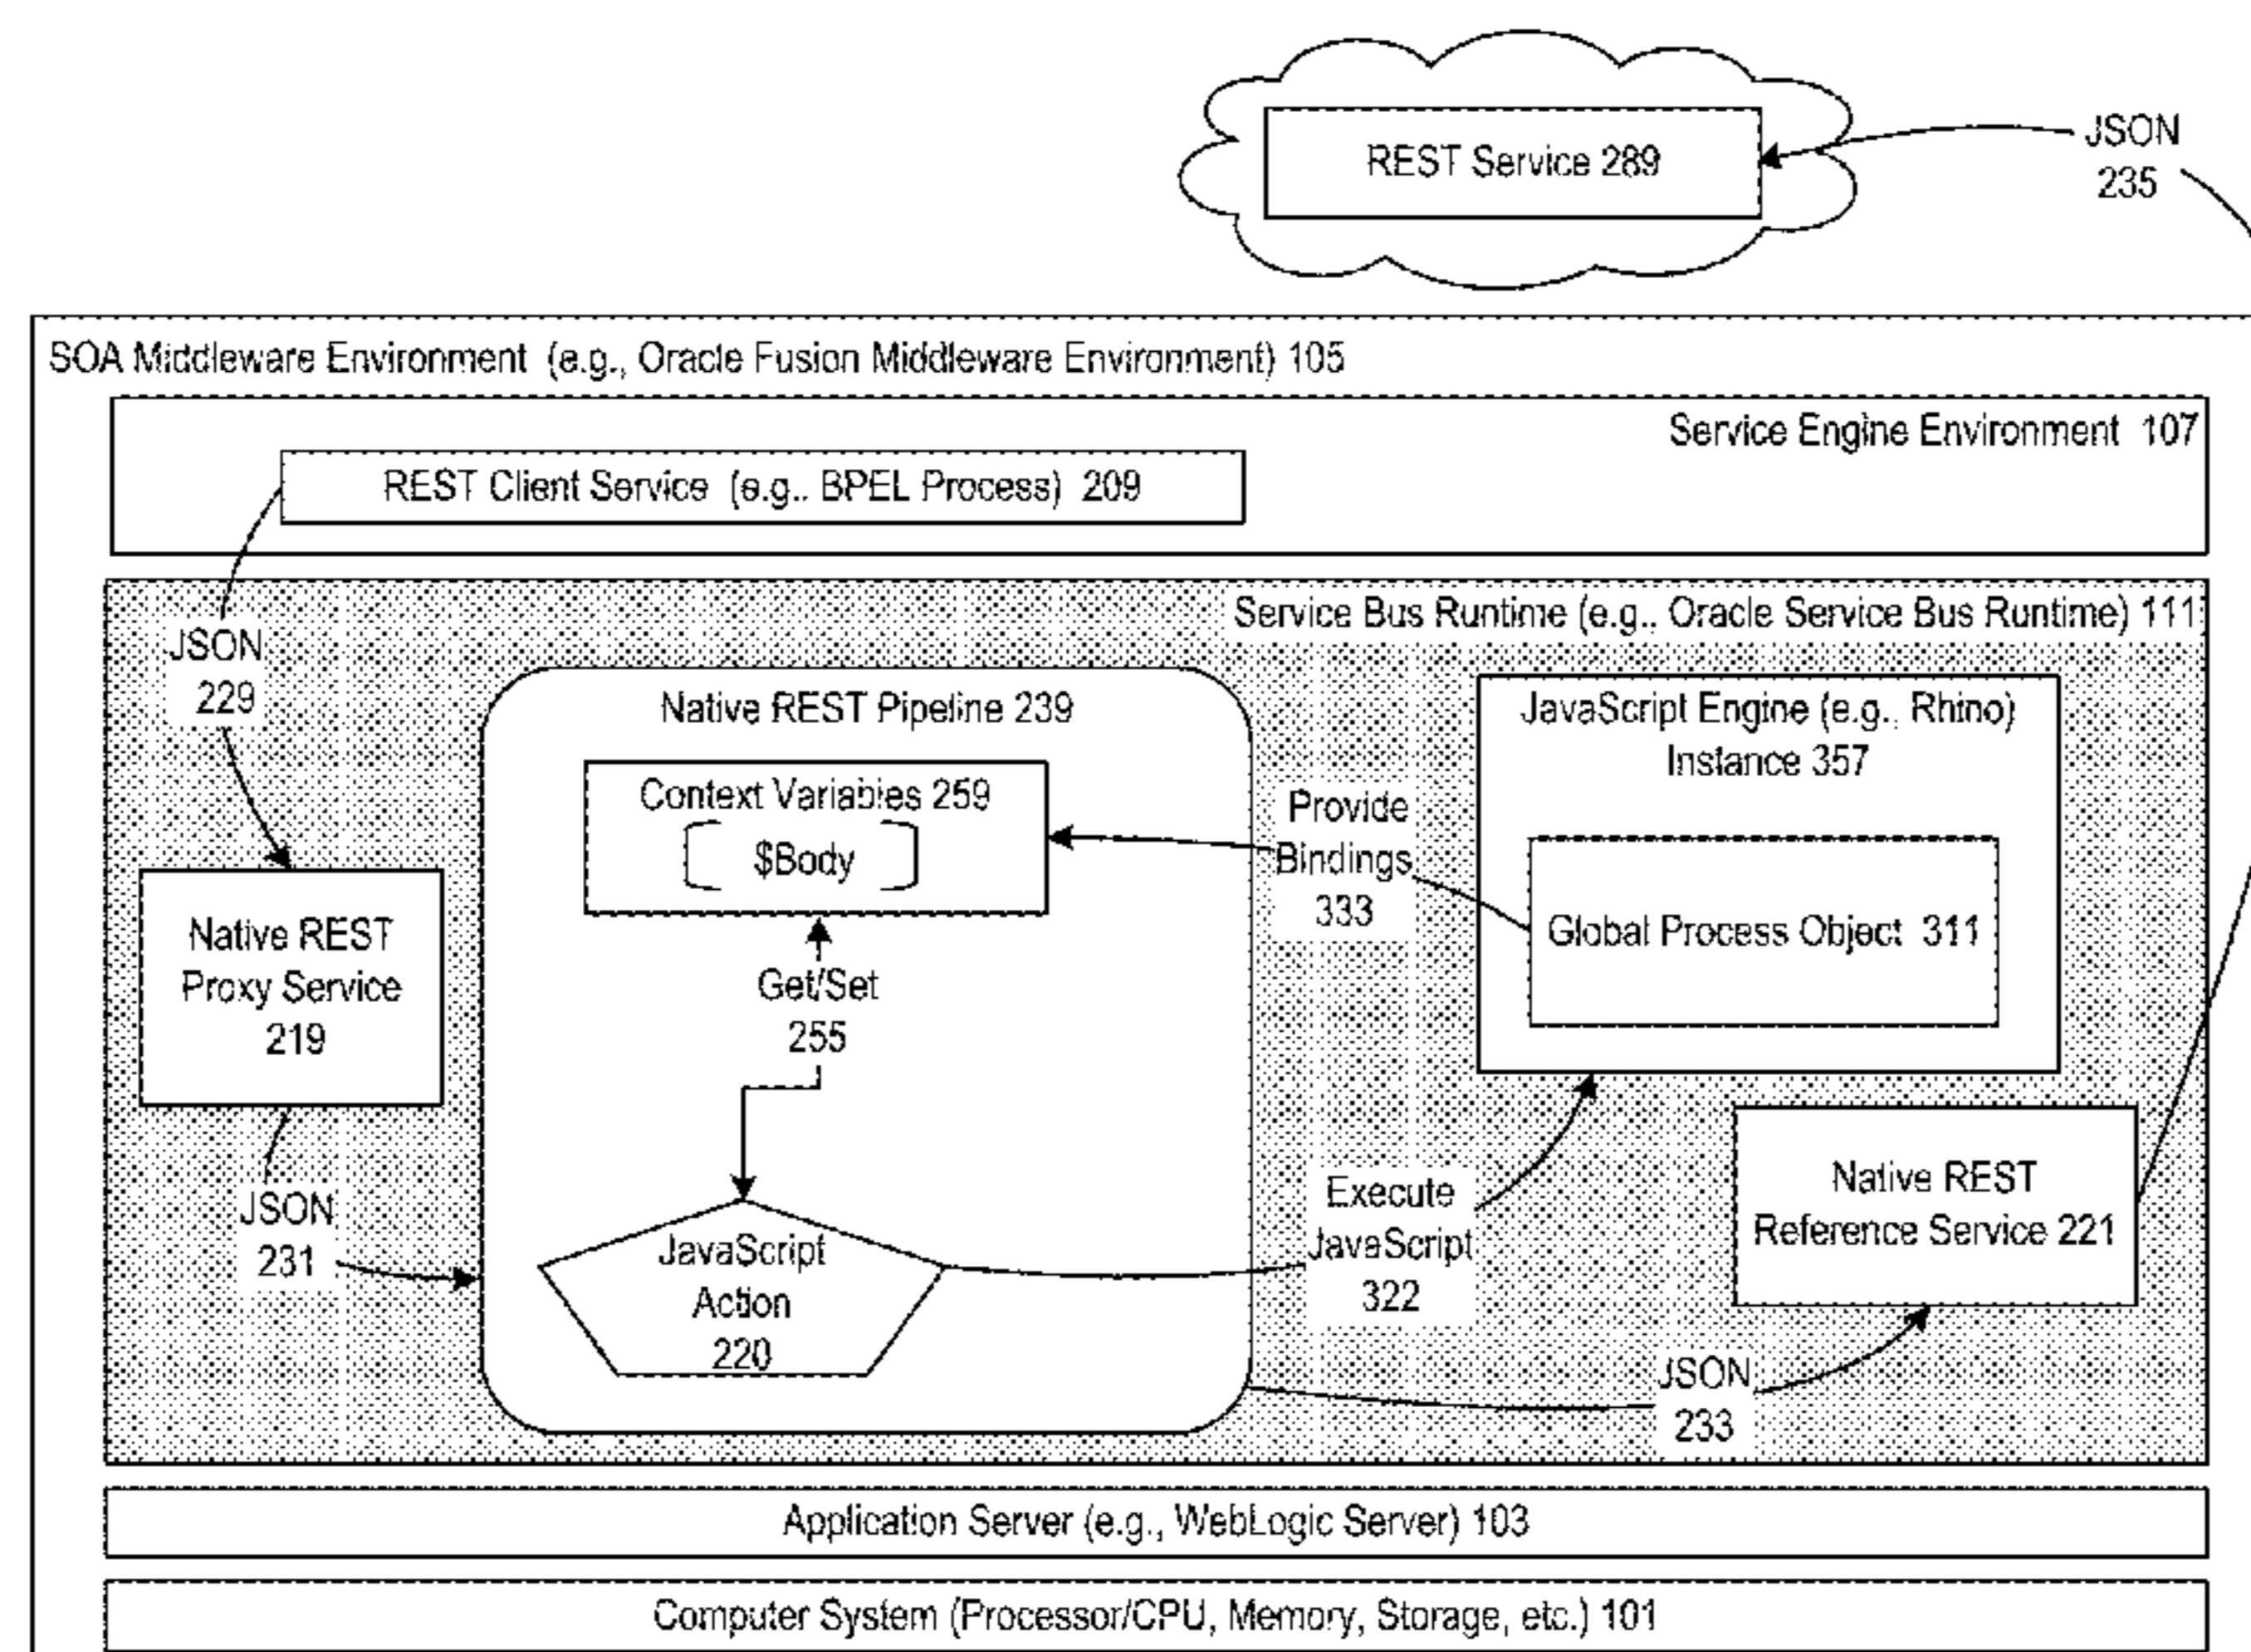 REST Service 289
JSON
235
SOA Middleware Environment (e.g., Oracle Fusion Middleware Environment) 105
Service Engine Environment 107
REST Client Service (e.g.. BPEL Process) 209
Service Bus Runtime (e.g.. Oracle Service Bus Runtime) 111
JSON
229
Native REST Pipeline 239
JavaScript Engine (e.g., Rhino)
Instance 357
Context Variables 259
$Body
Provide
Bindings
333
Global Process Object 311
Native REST
Proxy Service
219
Get/Set
255
JSON
231
JavaScript
Action
220
Execute
JavaScript
322
Native REST
Reference Service 221
JSON
233
Application Server (e.g., WebLogic Server) 103
Computer System (Processor/CPU, Memory, Storage, etc.) 101